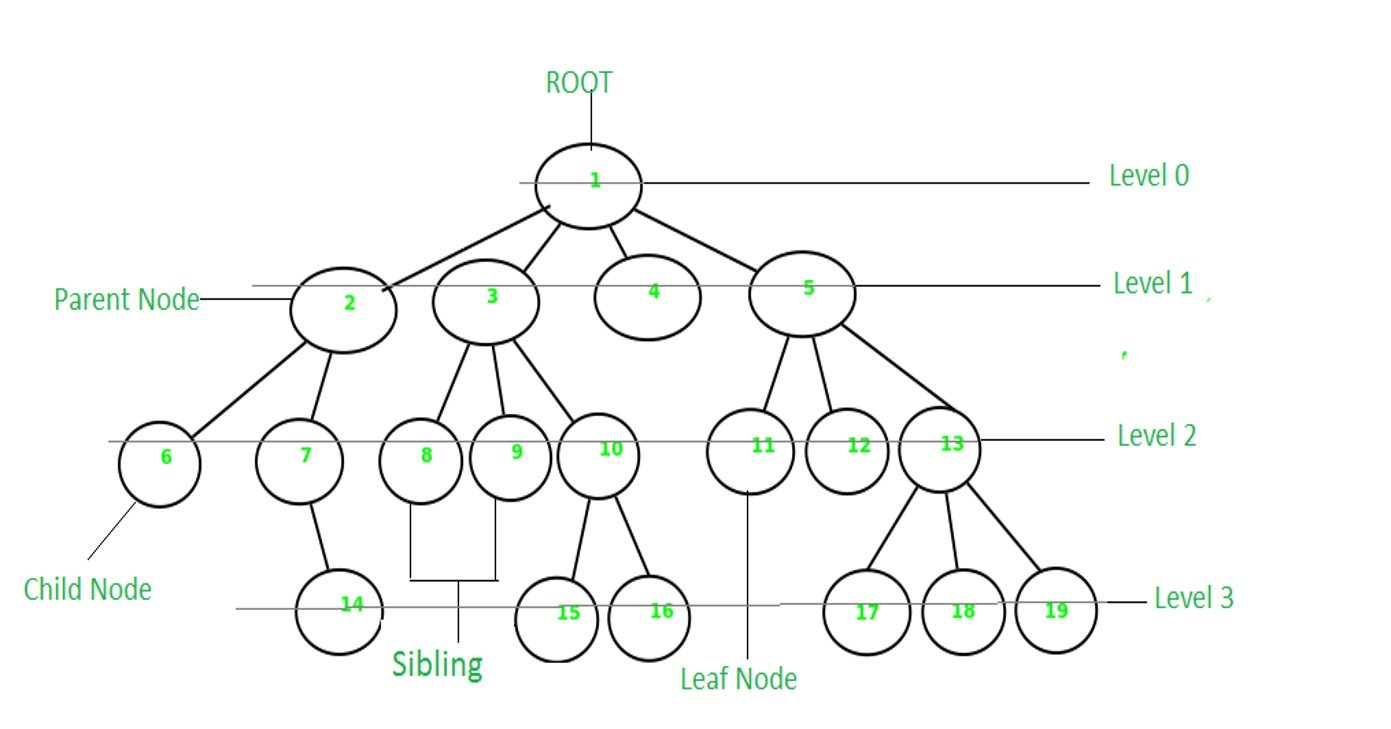 ROOT
1
Level 0
Parent Node
2
3
4
5
Level 1
6
7
8
9
10
11
12
13
Level 2
Child Node
14
15
16
17
18
19
Level 3
Sibling
Leaf Node